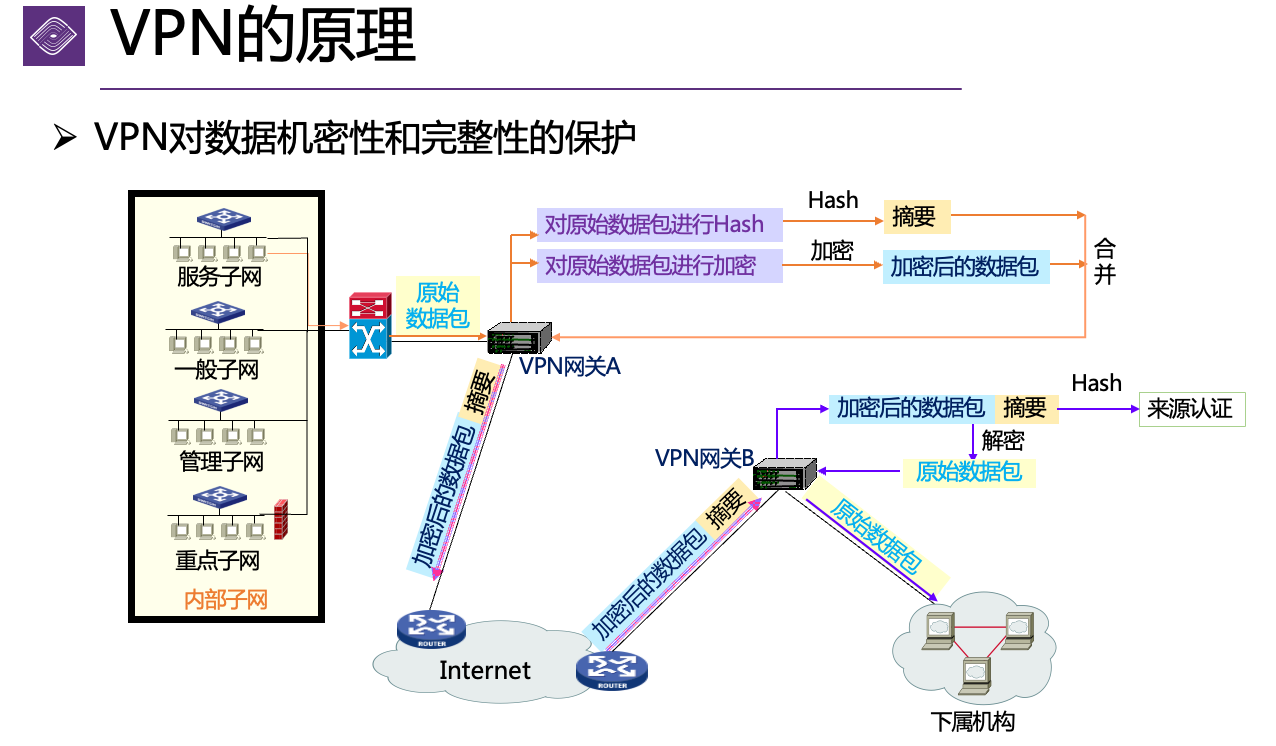 VPN的原理
VPN对数据机密性和完整性的保护
服务子网
一般子网
管理子网
重点子网
内部子网
原始
数据包
VPN网关A
对原始数据包进行Hash
Hash
摘要
对原始数据包进行加密
加密
加密后的数据包
合
并
加密后的数据包
摘要
ROUTER
Internet
ROUTER
加密后的数据包
摘要
VPN网关B
加密后的数据包
摘要
Hash
来源认证
解密
原始数据包
原始数据包
下属机构